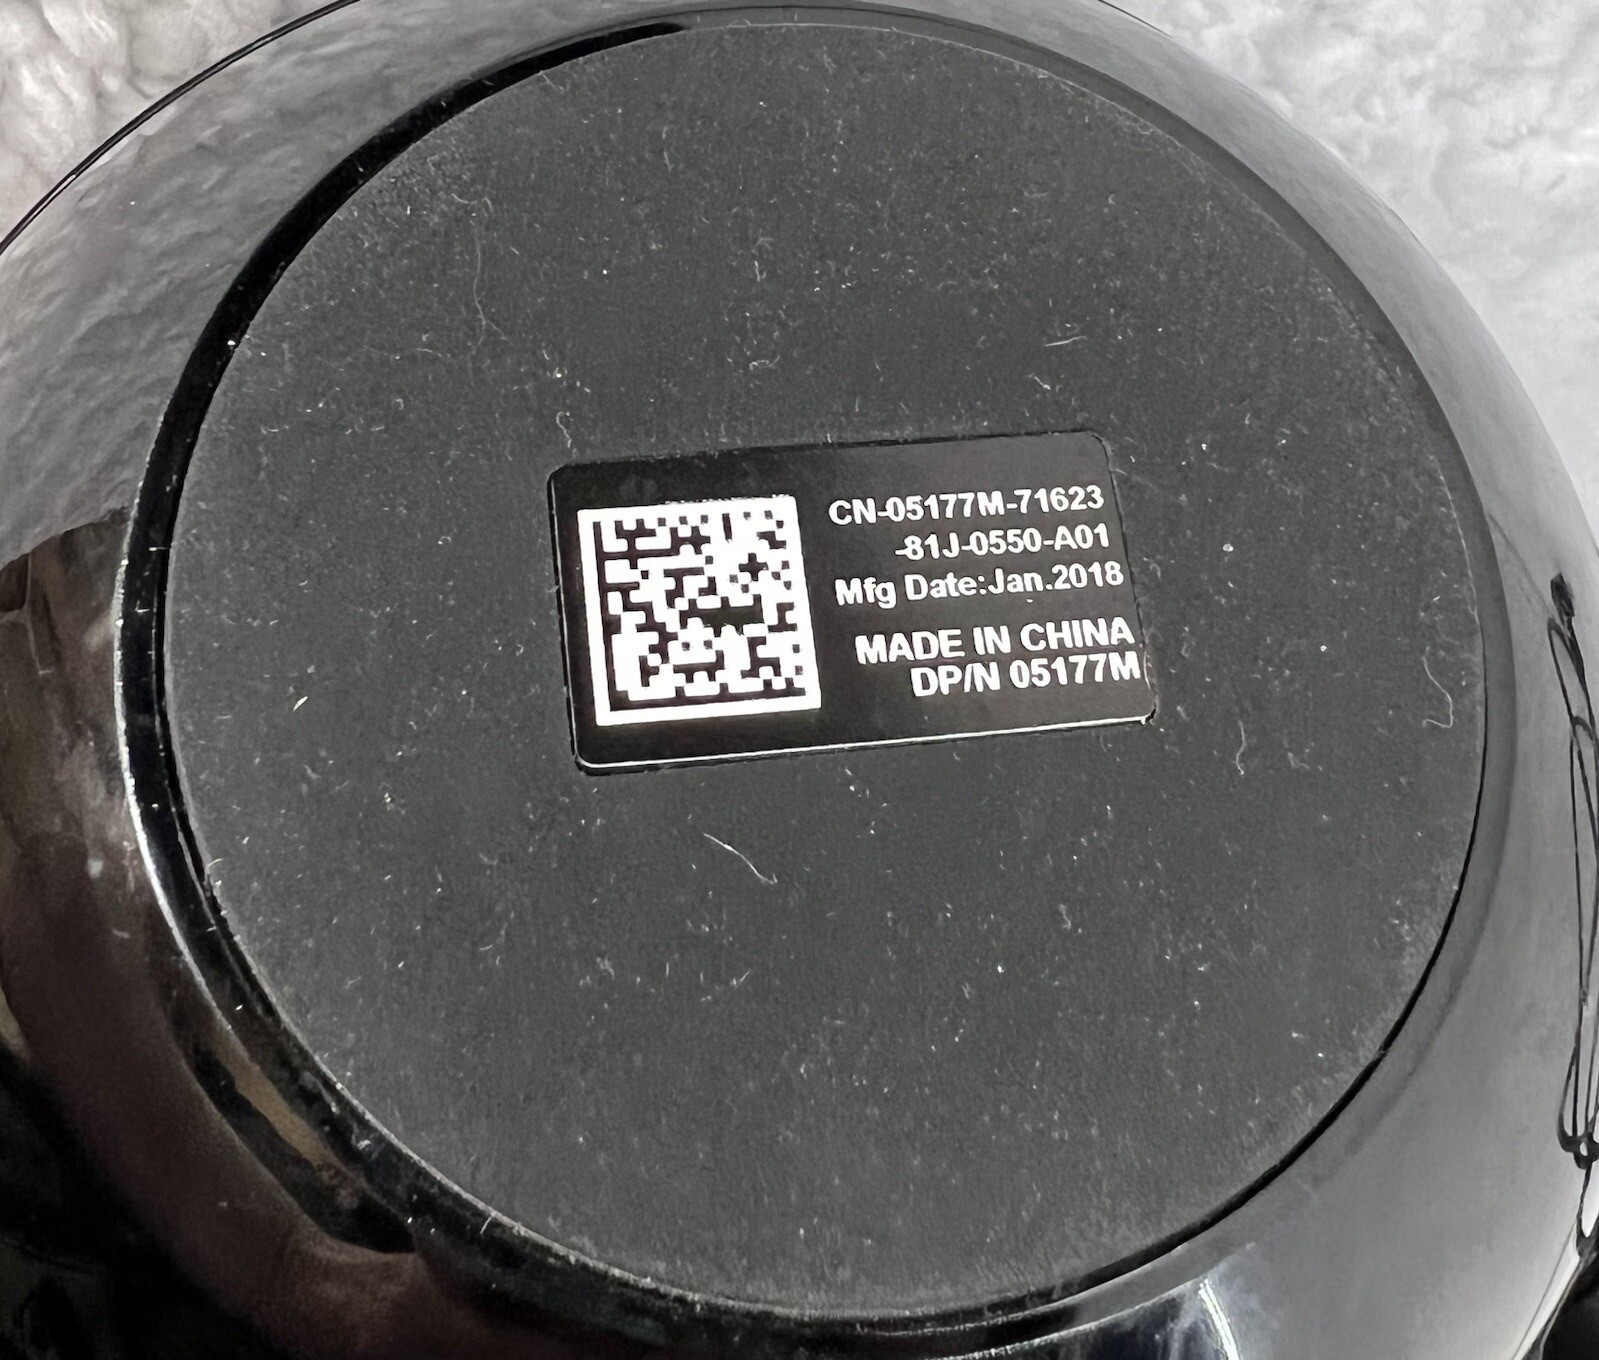 CN-05177M-71623
-81J-0550-A01
Mfg Date:Jan.2018
MADE IN CHINA
DP/N 05177M